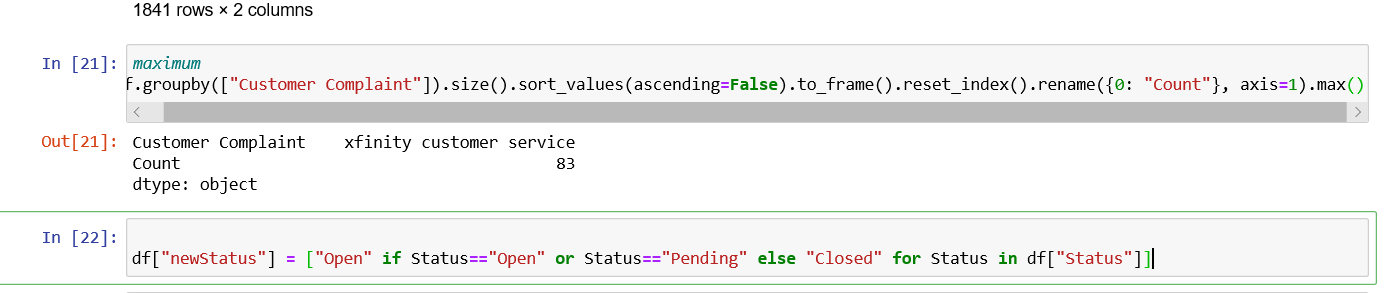 1841 rows × 2 columns
In [21]: maximum
f.groupby(["Customer Complaint"]).size().sort_values(ascending=False).to_frame().reset_index().rename({0: "Count"}, axis=1).max()
Out[21]: Customer Complaint    xfinity customer service
Count                                       83
dtype: object
In [22]:
df["newStatus"] = ["Open" if Status=="Open" or Status=="Pending" else "Closed" for Status in df["Status"]]